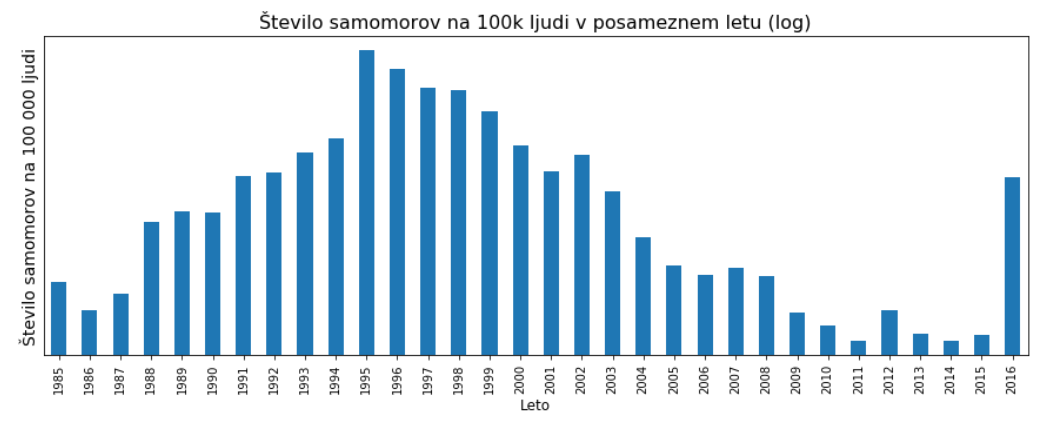 Število samomorov na 100k ljudi v posameznem letu (log)
Število samomorov na 100 000 ljudi
1985 1986 1987 1988 1989 1990 1991 1992 1993 1994 1995 1996 1997 1998 1999 2000 2001 2002 2003 2004 2005 2006 2007 2008 2009 2010 2011 2012 2013 2014 2015 2016
Leto